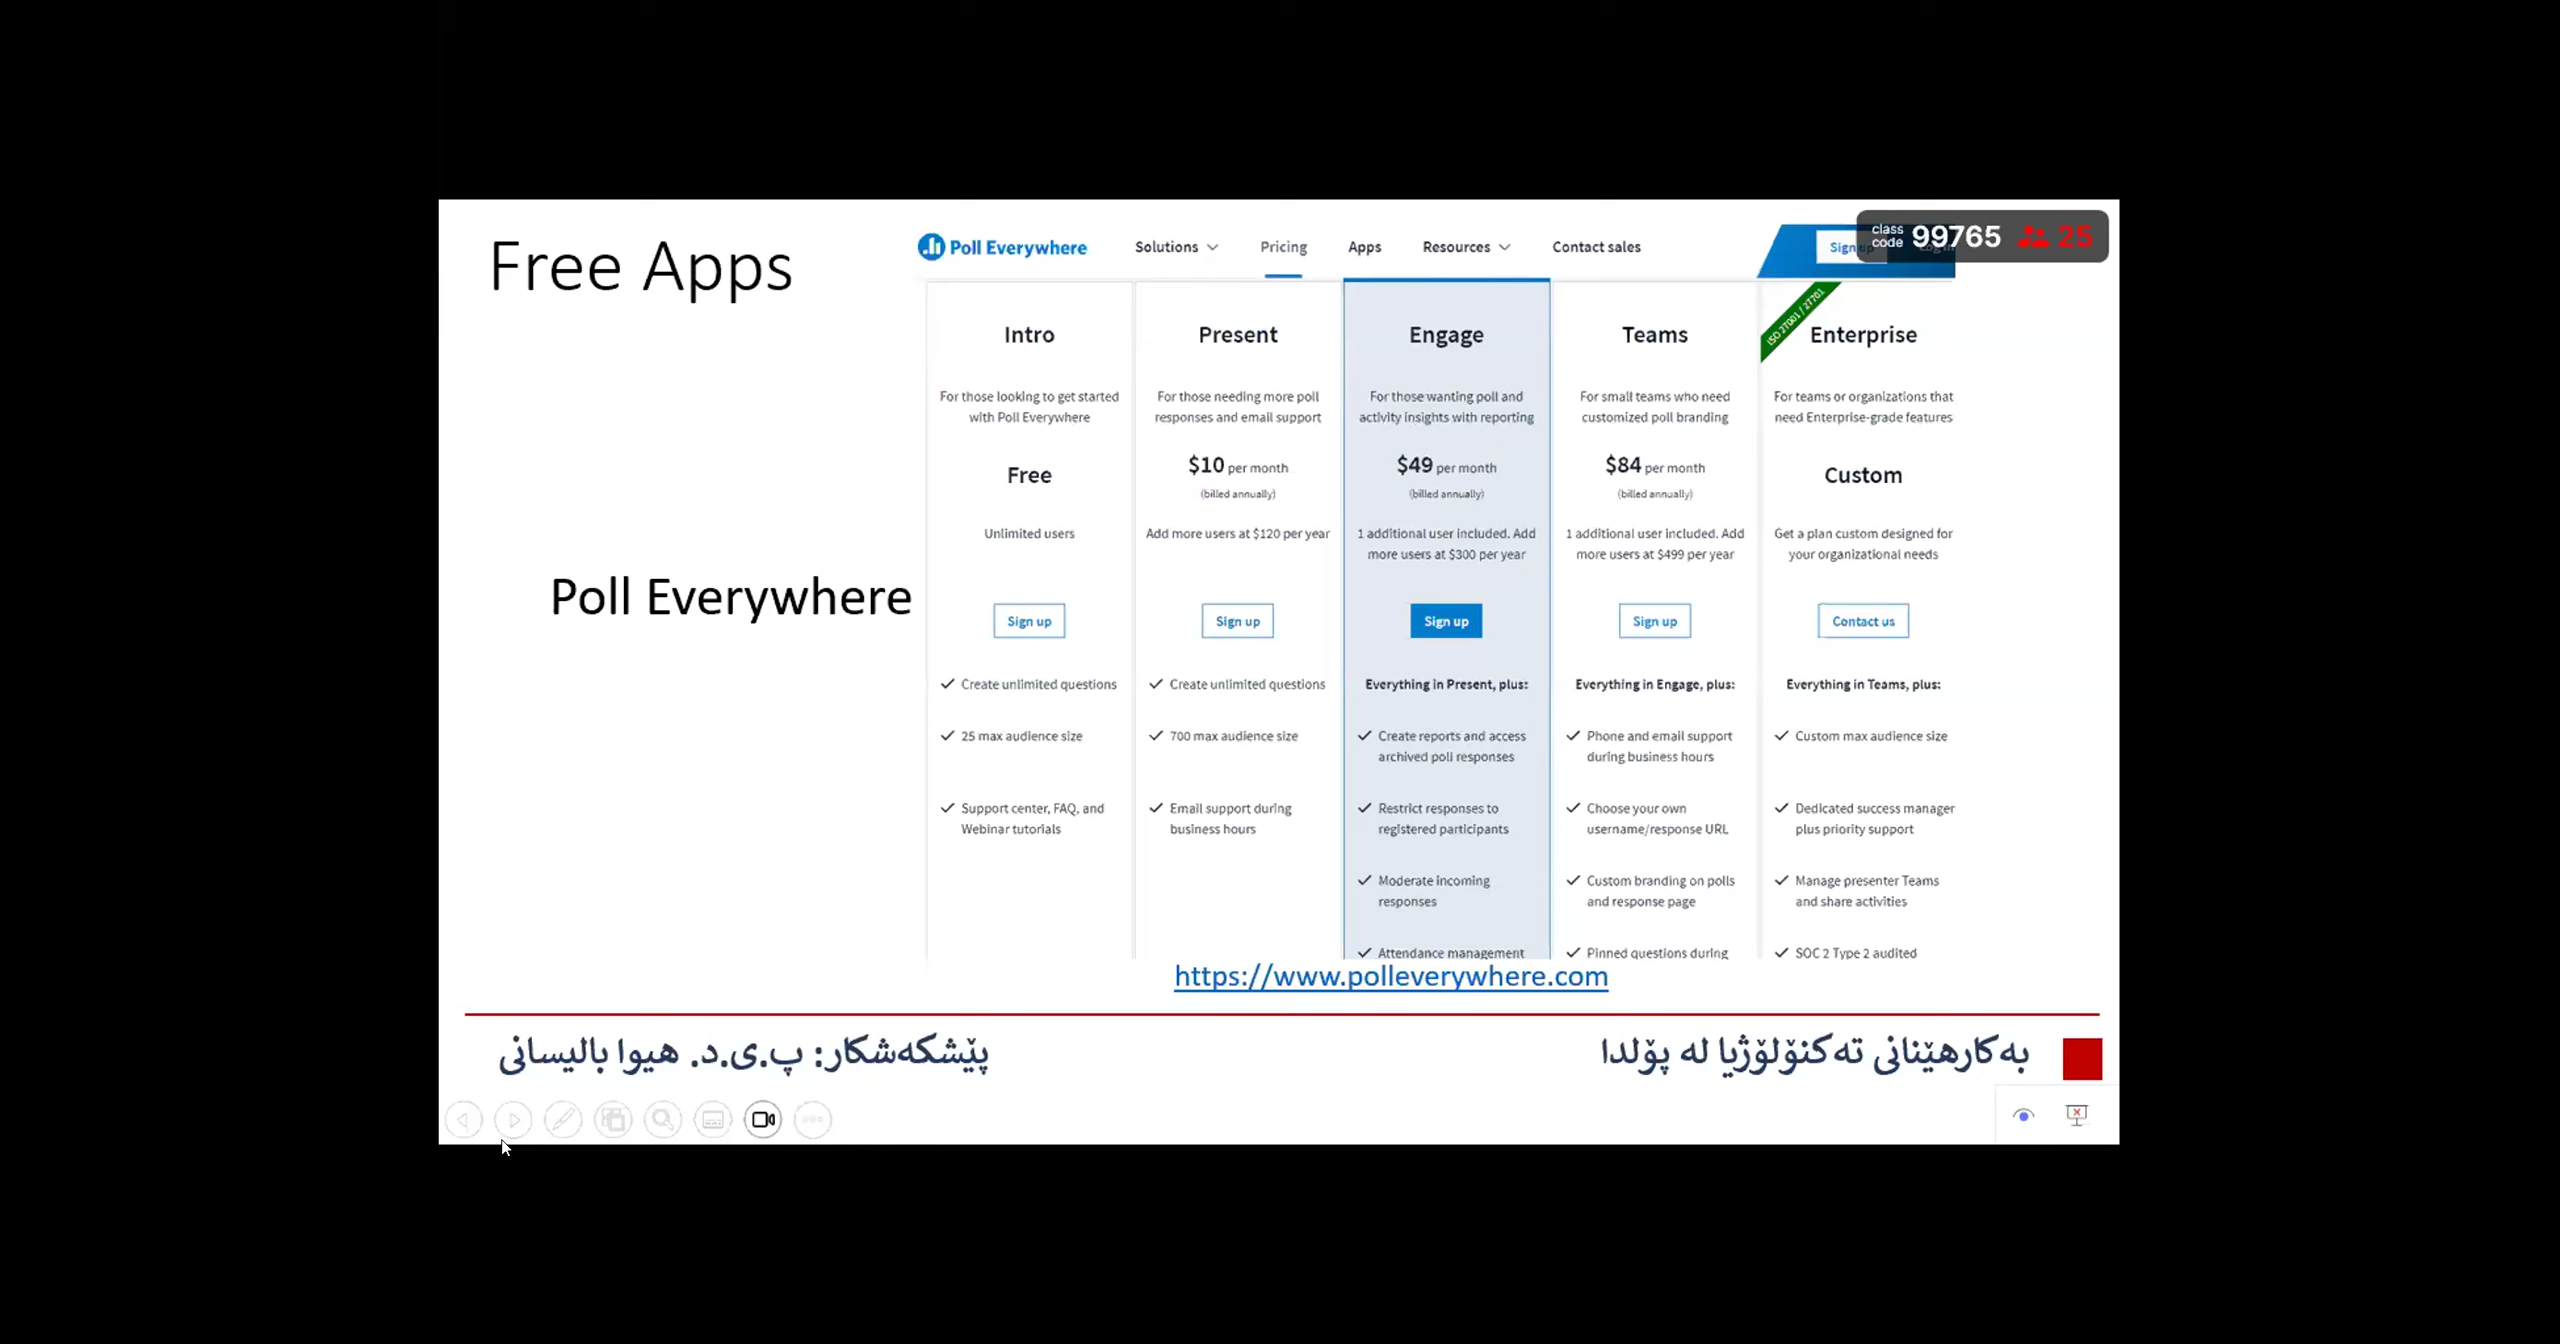 Free Apps
Poll Everywhere
Solutions
Pricing
Apps
Resources
Contact sales
Sign
class code 99765 25
Intro
For those looking to get started
with Poll Everywhere
Free
Unlimited users
Sign up
Create unlimited questions
25 max audience size
Support center, FAQ, and
Webinar tutorials
Present
For those needing more poll
responses and email support
$10 per month
(billed annually)
Add more users at $120 per year
Sign up
Create unlimited questions
700 max audience size
Email support during
business hours
Engage
For those wanting poll and
activity insights with reporting
$49 per month
(billed annually)
1 additional user included. Add
more users at $300 per year
Sign up
Everything in Present, plus:
Create reports and access
archived poll responses
Restrict responses to
registered participants
Moderate incoming
responses
Attendance management
Teams
For small teams who need
customized poll branding
$84 per month
(billed annually)
1 additional user included. Add
more users at $499 per year
Sign up
Everything in Engage, plus:
Phone and email support
during business hours
Choose your own
username/response URL
Custom branding on polls
and response page
Pinned questions during
ISO 27001 / 27701
Enterprise
For teams or organizations that
need Enterprise-grade features
Custom
Get a plan custom designed for
your organizational needs
Contact us
Everything in Teams, plus:
Custom max audience size
Dedicated success manager
plus priority support
Manage presenter Teams
and share activities
SOC 2 Type 2 audited
Poll Everywhere
https://www.polleverywhere.com
بەکارهێنانی تەکنۆلۆژیا لە پۆلدا
پێشکەشکار: پ.ی.د. هیوا بالیسانی